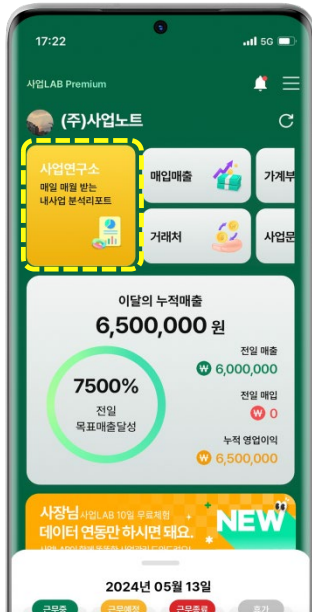 17:22
5G
사업LAB Premium
(주)사업노트
사업연구소
매일 매월 받는
내사업 분석리포트
매입매출
가계부
거래처
이달의 누적매출
6,500,000 원
7500%
전일
목표매출달성
전일 매출
₩ 6,000,000
전일 매입
₩ 0
누적 영업이익
₩ 6,500,000
사장님 사업LAB 10일 무료체험
데이터 연동만 하시면 돼요.
NEW
2024년 05월 13일
근무중
근무예정
근무종료
휴가